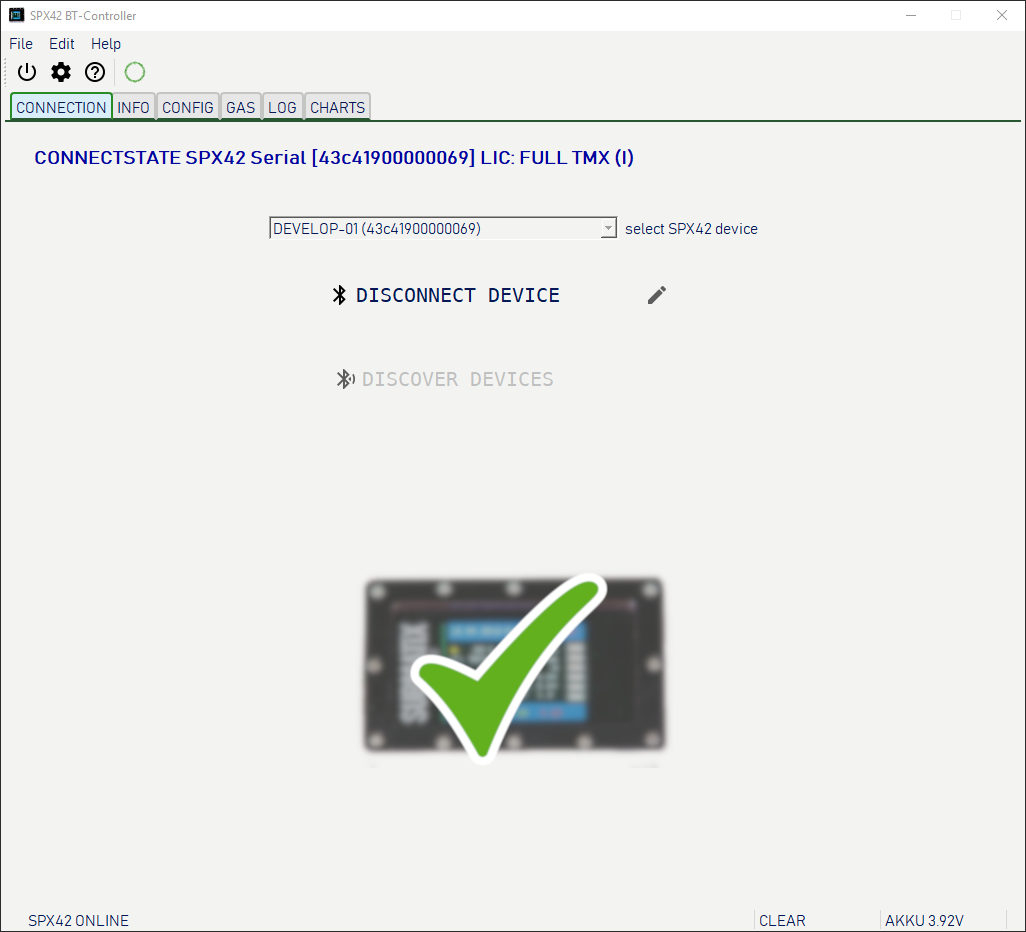 SPX42 BT-Controller
File Edit Help
CONNECTION INFO CONFIG GAS LOG CHARTS
CONNECTSTATE SPX42 Serial [43c41900000069] LIC: FULL TMX (I)
DEVELOP-01 (43c41900000069) select SPX42 device
DISCONNECT DEVICE
DISCOVER DEVICES
SUBMATIX
SPX42 ONLINE CLEAR AKKU 3.92V